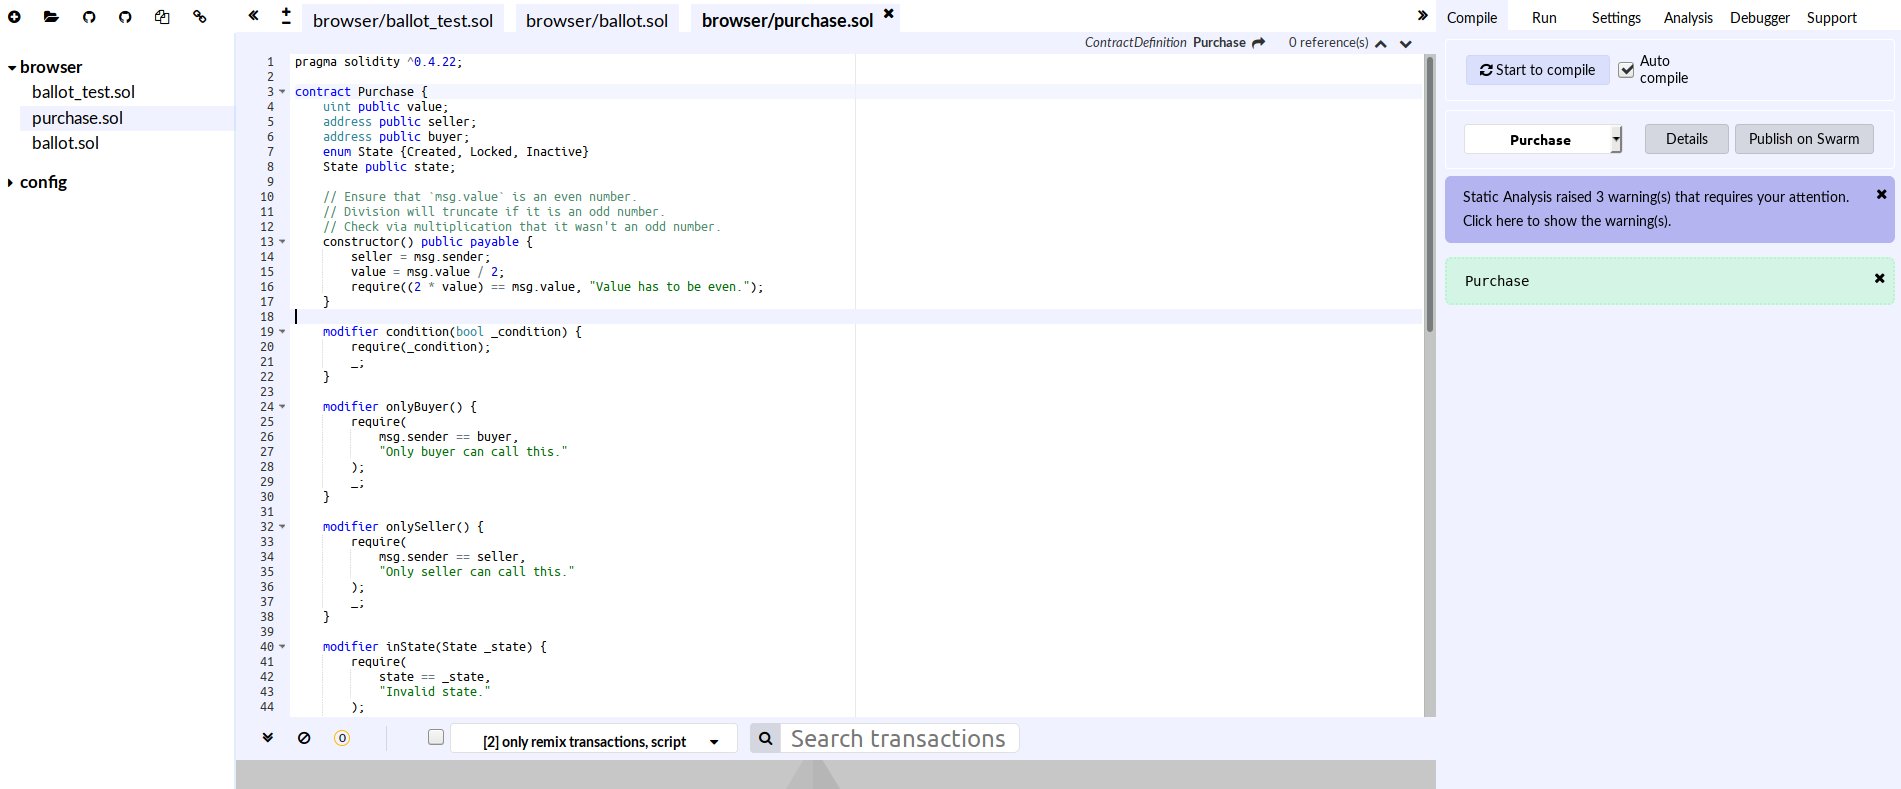 browser/ballot_test.sol browser/ballot.sol browser/purchase.sol
Compile Run Settings Analysis Debugger Support
ContractDefinition Purchase 0 reference(s)
browser
ballot_test.sol
purchase.sol
ballot.sol
config
1 pragma solidity ^0.4.22;
2
3 contract Purchase {
4 uint public value;
5 address public seller;
6 address public buyer;
7 enum State {Created, Locked, Inactive}
8 State public state;
9
10 // Ensure that `msg.value` is an even number.
11 // Division will truncate if it is an odd number.
12 // Check via multiplication that it wasn't an odd number.
13 constructor() public payable {
14 seller = msg.sender;
15 value = msg.value / 2;
16 require((2 * value) == msg.value, "Value has to be even.");
17 }
18
19 modifier condition(bool _condition) {
20 require(_condition);
21 _;
22 }
23
24 modifier onlyBuyer() {
25 require(
26 msg.sender == buyer,
27 "Only buyer can call this."
28 );
29 _;
30 }
31
32 modifier onlySeller() {
33 require(
34 msg.sender == seller,
35 "Only seller can call this."
36 );
37 _;
38 }
39
40 modifier inState(State _state) {
41 require(
42 state == _state,
43 "Invalid state."
44 );
0
[2] only remix transactions, script
Search transactions
Start to compile
Auto
compile
Purchase Details Publish on Swarm
Static Analysis raised 3 warning(s) that requires your attention.
Click here to show the warning(s).
Purchase